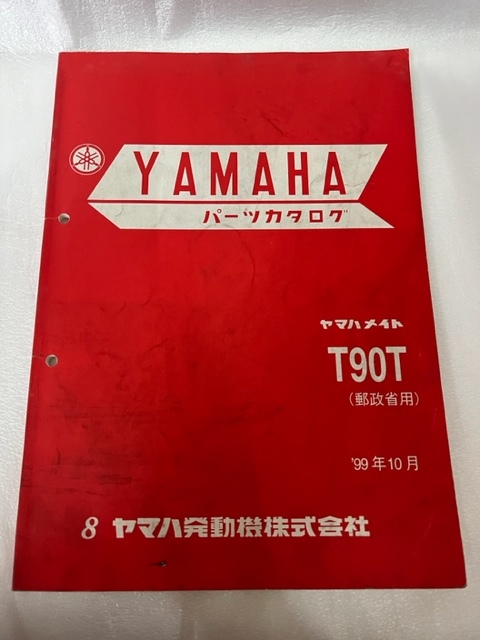 YAMAHA
パーツカタログ
ヤマハメイト
T90T
(郵政省用)
'99年10月
8 ヤマハ発動機株式会社